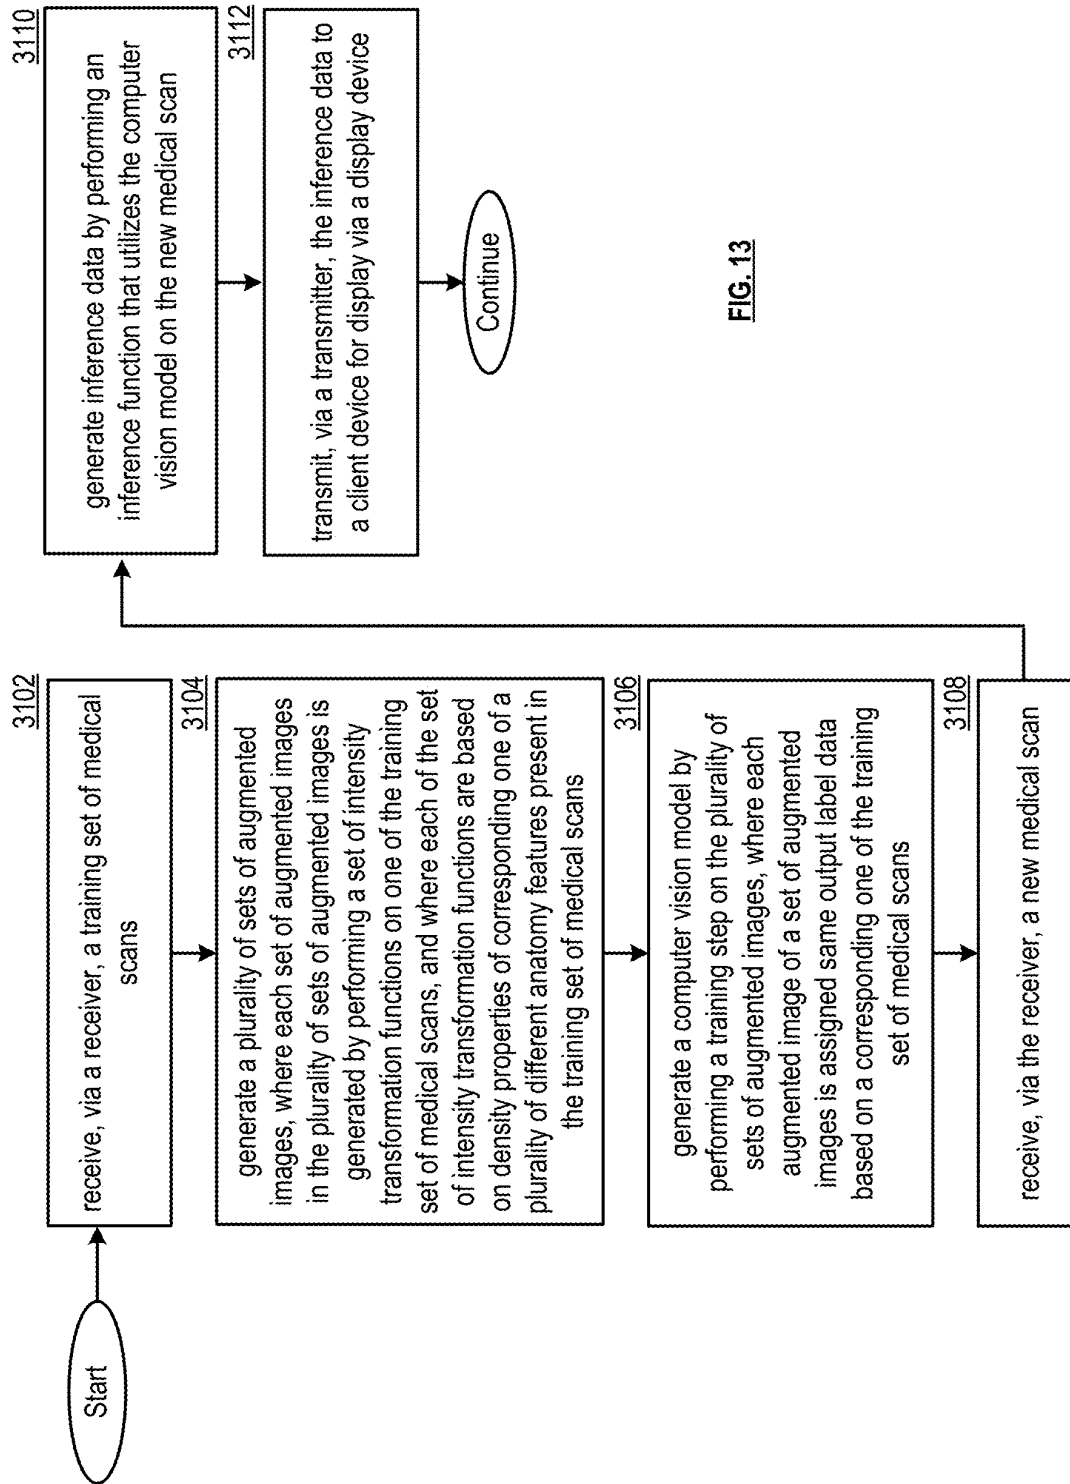 Start
3102
receive, via a receiver, a training set of medical
scans
3104
generate a plurality of sets of augmented
images, where each set of augmented images
in the plurality of sets of augmented images is
generated by performing a set of intensity
transformation functions on one of the training
set of medical scans, and where each of the set
of intensity transformation functions are based
on density properties of corresponding one of a
plurality of different anatomy features present in
the training set of medical scans
3106
generate a computer vision model by
performing a training step on the plurality of
sets of augmented images, where each
augmented image of a set of augmented
images is assigned same output label data
based on a corresponding one of the training
set of medical scans
3108
receive, via the receiver, a new medical scan
3110
generate inference data by performing an
inference function that utilizes the computer
vision model on the new medical scan
3112
transmit, via a transmitter, the inference data to
a client device for display via a display device
Continue
FIG. 13